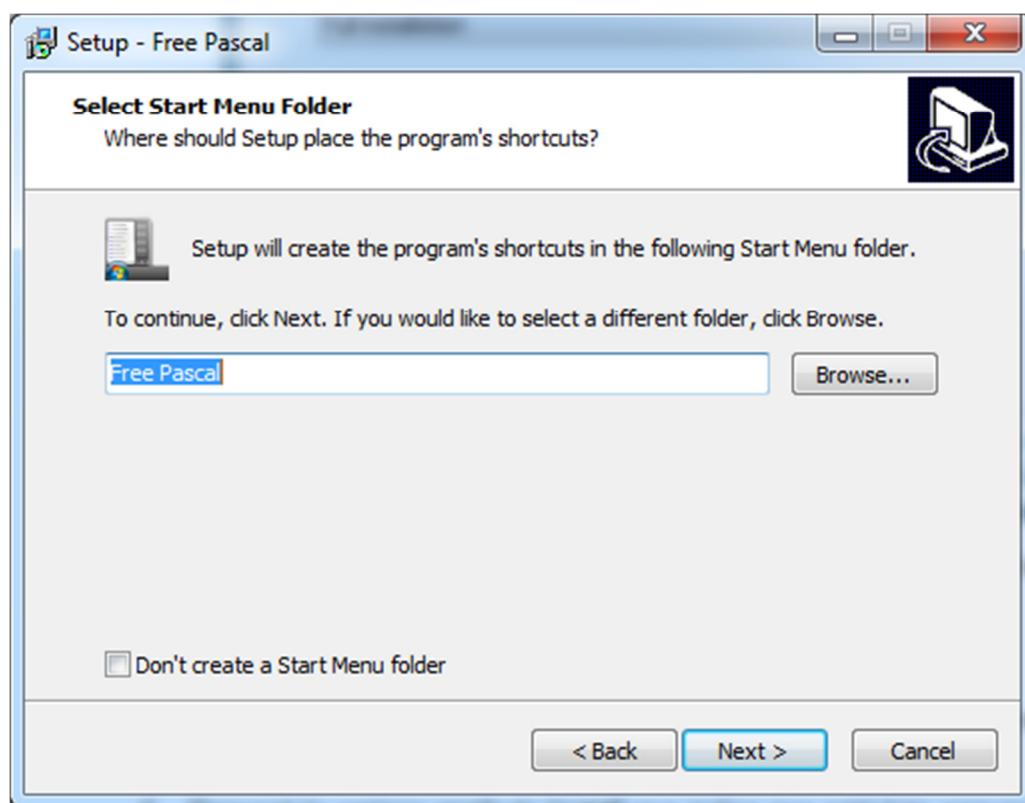 Setup - Free Pascal
Select Start Menu Folder
Where should Setup place the program's shortcuts?
Setup will create the program's shortcuts in the following Start Menu folder.
To continue, click Next. If you would like to select a different folder, click Browse.
Free Pascal
Browse...
Don't create a Start Menu folder
< Back
Next >
Cancel